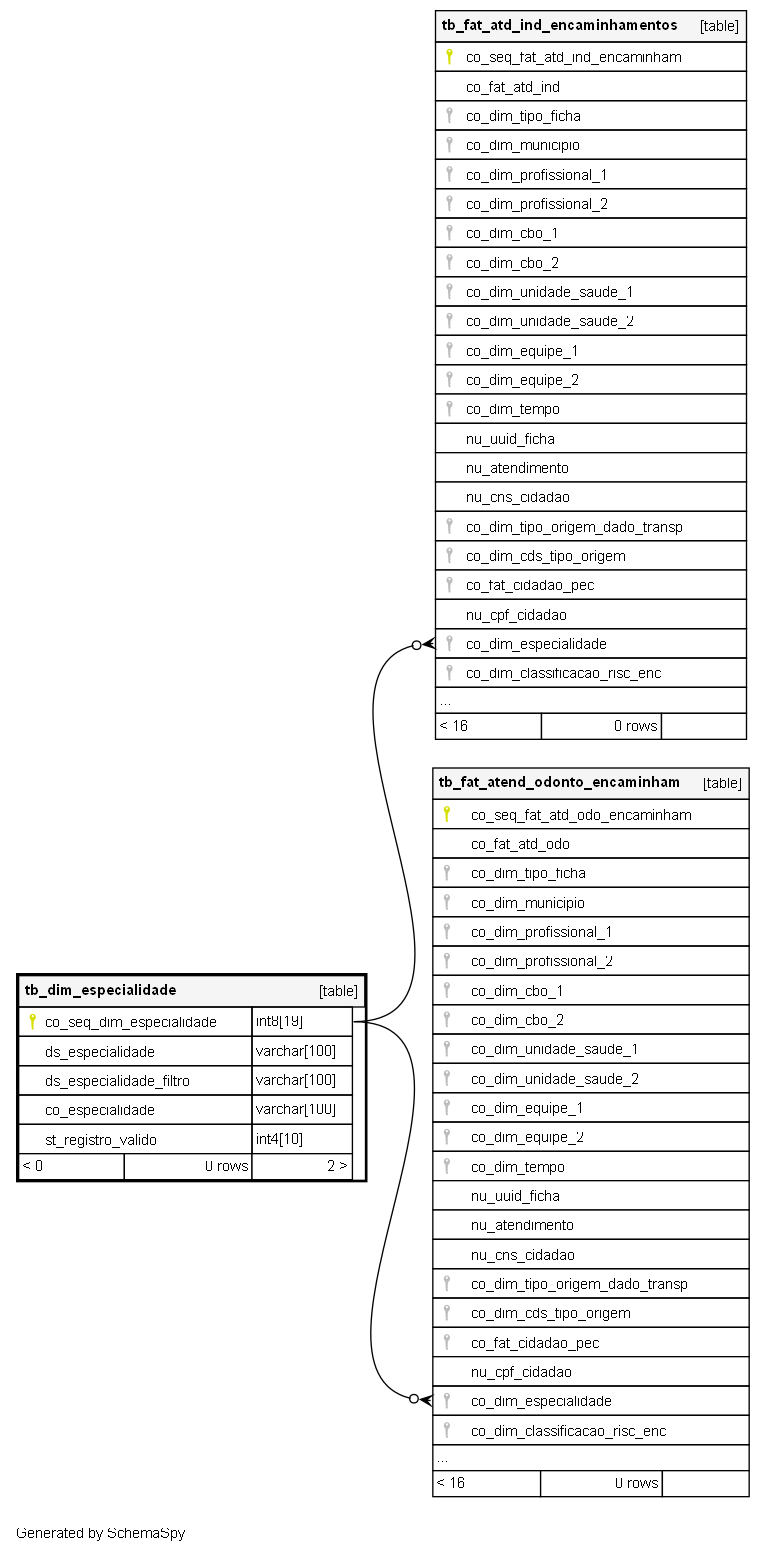 tb_fat_atd_ind_encaminhamentos [table]
co_seq_fat_atd_ind_encaminham
co_fat_atd_ind
co_dim_tipo_ficha
co_dim_municipio
co_dim_profissional_1
co_dim_profissional_2
co_dim_cbo_1
co_dim_cbo_2
co_dim_unidade_saude_1
co_dim_unidade_saude_2
co_dim_equipe_1
co_dim_equipe_2
co_dim_tempo
nu_uuid_ficha
nu_atendimento
nu_cns_cidadao
co_dim_tipo_origem_dado_transp
co_dim_cds_tipo_origem
co_fat_cidadao_pec
nu_cpf_cidadao
co_dim_especialidade
co_dim_classificacao_risc_enc
...
< 16 0 rows
tb_fat_atend_odonto_encaminham [table]
co_seq_fat_atd_odo_encaminham
co_fat_atd_odo
co_dim_tipo_ficha
co_dim_municipio
co_dim_profissional_1
co_dim_profissional_2
co_dim_cbo_1
co_dim_cbo_2
co_dim_unidade_saude_1
co_dim_unidade_saude_2
co_dim_equipe_1
co_dim_equipe_2
co_dim_tempo
nu_uuid_ficha
nu_atendimento
nu_cns_cidadao
co_dim_tipo_origem_dado_transp
co_dim_cds_tipo_origem
co_fat_cidadao_pec
nu_cpf_cidadao
co_dim_especialidade
co_dim_classificacao_risc_enc
...
< 16 0 rows
tb_dim_especialidade [table]
co_seq_dim_especialidade int8[19]
ds_especialidade varchar[100]
ds_especialidade_filtro varchar[100]
co_especialidade varchar[100]
st_registro_valido int4[10]
< 0 0 rows 2 >
Generated by SchemaSpy